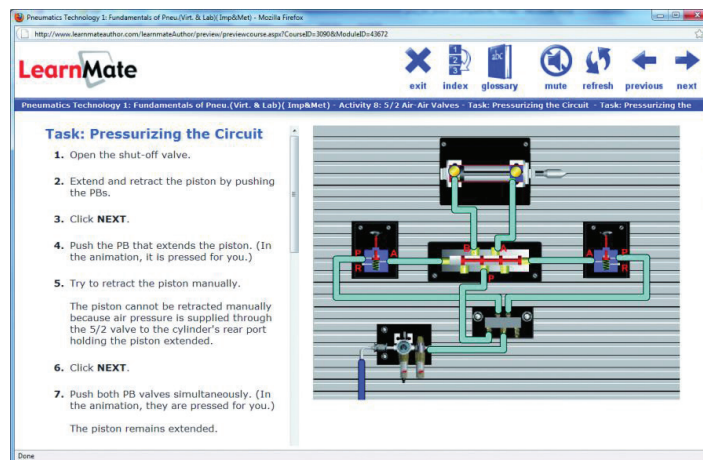 Pneumatics Technology 1: Fundamentals of Pneu.(Virt. & Lab)( Imp&Met) - Mozilla Firefox
http://www.learnmateauthor.com/learnmateAuthor/preview/previewcourse.aspx?CourseID=3090&ModuleID=43672
LearnMate
1
2
3
abc
exit index glossary mute refresh previous next
Pneumatics Technology 1: Fundamentals of Pneu.(Virt. & Lab)( Imp&Met) - Activity 8: 5/2 Air-Air Valves - Task: Pressurizing the Circuit - Task: Pressurizing the
Task: Pressurizing the Circuit
1. Open the shut-off valve.
2. Extend and retract the piston by pushing
the PBs.
3. Click NEXT.
4. Push the PB that extends the piston. (In
the animation, it is pressed for you.)
5. Try to retract the piston manually.
The piston cannot be retracted manually
because air pressure is supplied through
the 5/2 valve to the cylinder's rear port
holding the piston extended.
6. Click NEXT.
7. Push both PB valves simultaneously. (In
the animation, they are pressed for you.)
The piston remains extended.
B A
P A
R
A P
R
P
Done